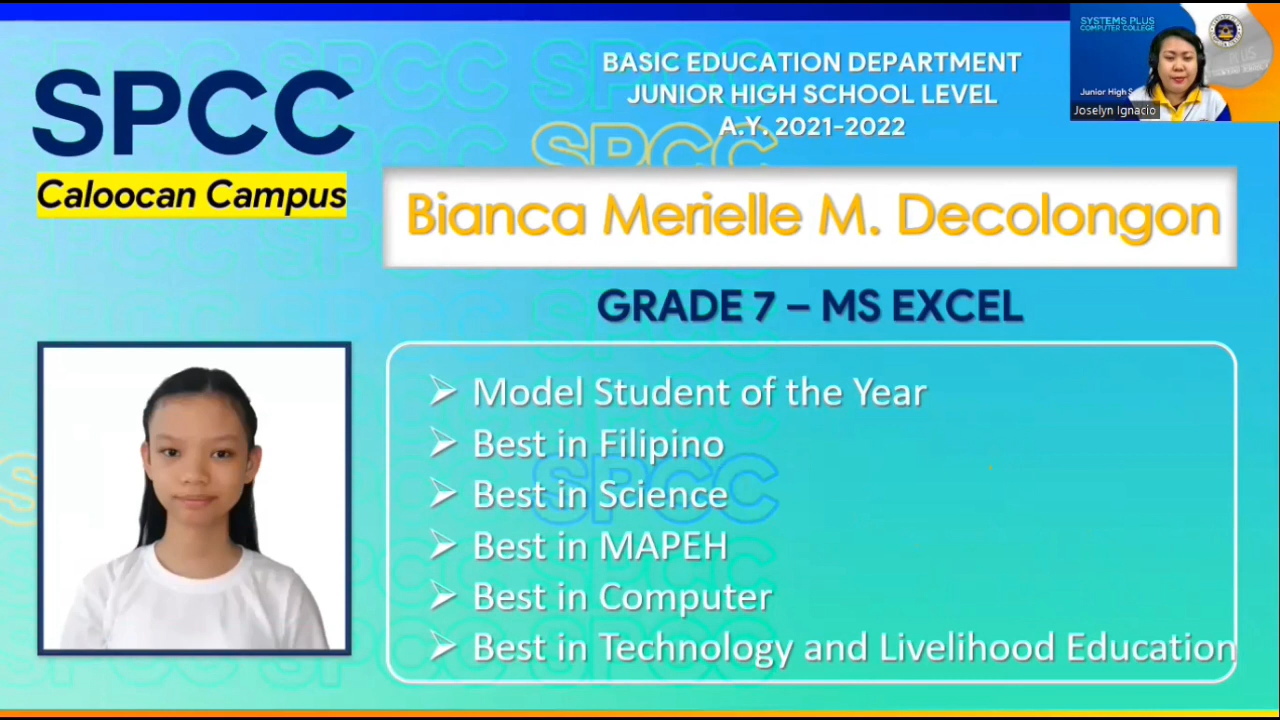 SPCC
Caloocan Campus
BASIC EDUCATION DEPARTMENT
JUNIOR HIGH SCHOOL LEVEL
A.Y. 2021-2022
SYSTEMS PLUS
COMPUTER COLLEGE
Junior High S
Joselyn Ignacio
Bianca Merielle M. Decolongon
GRADE 7 – MS EXCEL
➢ Model Student of the Year
➢ Best in Filipino
➢ Best in Science
➢ Best in MAPEH
➢ Best in Computer
➢ Best in Technology and Livelihood Education